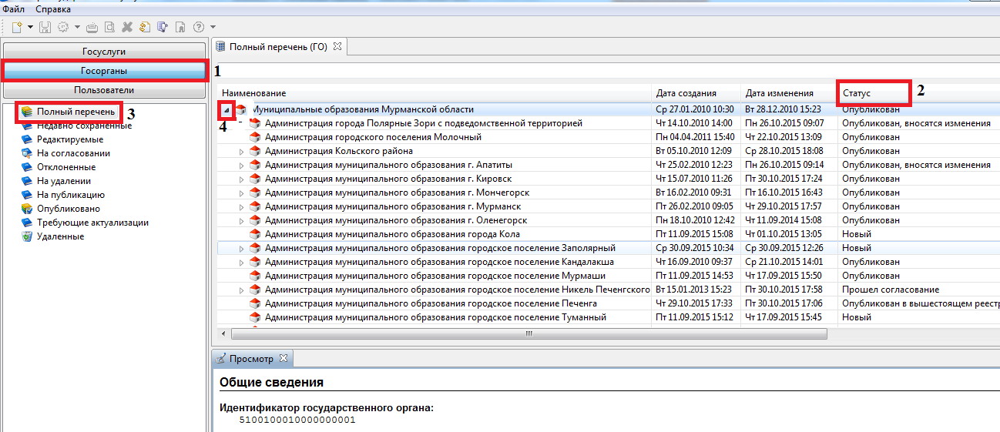 Файл Справка
Госуслуги
Госорганы
1
Пользователи
Полный перечень
3
Недавно сохраненные
Редактируемые
На согласовании
Отклоненные
На удалении
На публикацию
Опубликовано
Требующие актуализации
Удаленные
Полный перечень (ГО)
Наименование Дата создания Дата изменения Статус 2
4
Муниципальные образования Мурманской области Ср 27.01.2010 10:30 Вт 28.12.2010 15:23 Опубликован
Администрация города Полярные Зори с подведомственной территорией Чт 14.10.2010 14:00 Пн 26.10.2015 09:07 Опубликован, вносятся изменения
Администрация городского поселения Молочный Пн 04.04.2011 15:40 Чт 22.10.2015 13:09 Опубликован
Администрация Кольского района Вт 05.10.2010 12:09 Ср 28.10.2015 18:08 Опубликован
Администрация муниципального образования г. Апатиты Чт 25.02.2010 12:23 Пн 26.10.2015 09:14 Опубликован, вносятся изменения
Администрация муниципального образования г. Кировск Чт 15.07.2010 11:26 Пт 30.10.2015 17:24 Опубликован
Администрация муниципального образования г. Мончегорск Вт 16.02.2010 09:31 Пт 16.10.2015 16:43 Опубликован
Администрация муниципального образования г. Мурманск Пт 26.02.2010 09:05 Чт 29.10.2015 17:57 Опубликован
Администрация муниципального образования г. Оленегорск Пн 18.10.2010 12:42 Чт 11.09.2014 15:08 Опубликован
Администрация муниципального образования города Кола Пт 11.09.2015 15:08 Чт 01.10.2015 13:05 Новый
Администрация муниципального образования городское поселение Заполярный Ср 30.09.2015 10:34 Ср 30.09.2015 12:26 Новый
Администрация муниципального образования городское поселение Кандалакша Чт 16.09.2010 09:37 Ср 21.10.2015 14:01 Опубликован
Администрация муниципального образования городское поселение Мурмаши Пт 11.09.2015 14:53 Чт 17.09.2015 15:50 Опубликован
Администрация муниципального образования городское поселение Никель Печенгского Вт 15.01.2013 15:23 Пт 30.10.2015 17:58 Прошел согласование
Администрация муниципального образования городское поселение Печенга Чт 29.10.2015 17:33 Пт 30.10.2015 17:06 Опубликован в вышестоящем реестр
Администрация муниципального образования городское поселение Туманный Пт 11.09.2015 15:12 Чт 17.09.2015 15:45 Новый
Просмотр
Общие сведения
Идентификатор государственного органа:
5100100010000000001